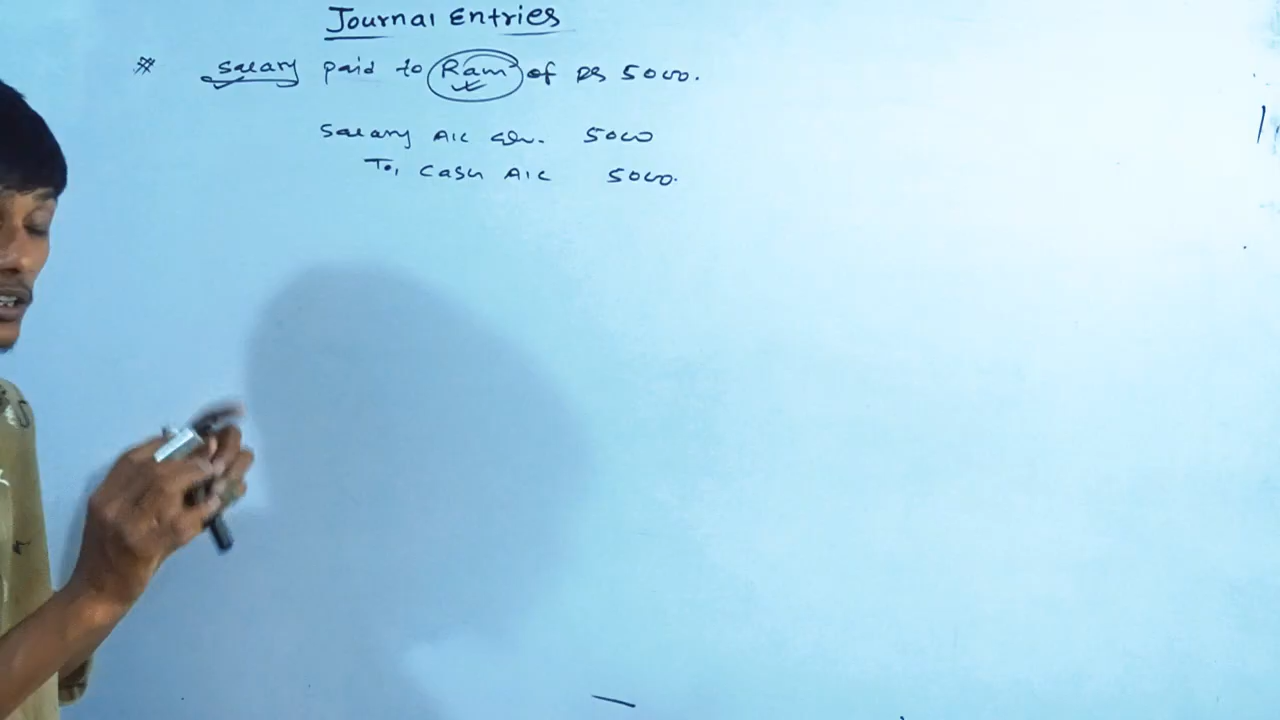 Journal Entries
* Salary paid to Ram of Rs 5000.
Salary A/c Dr. 5000
To, Cash A/c 5000.